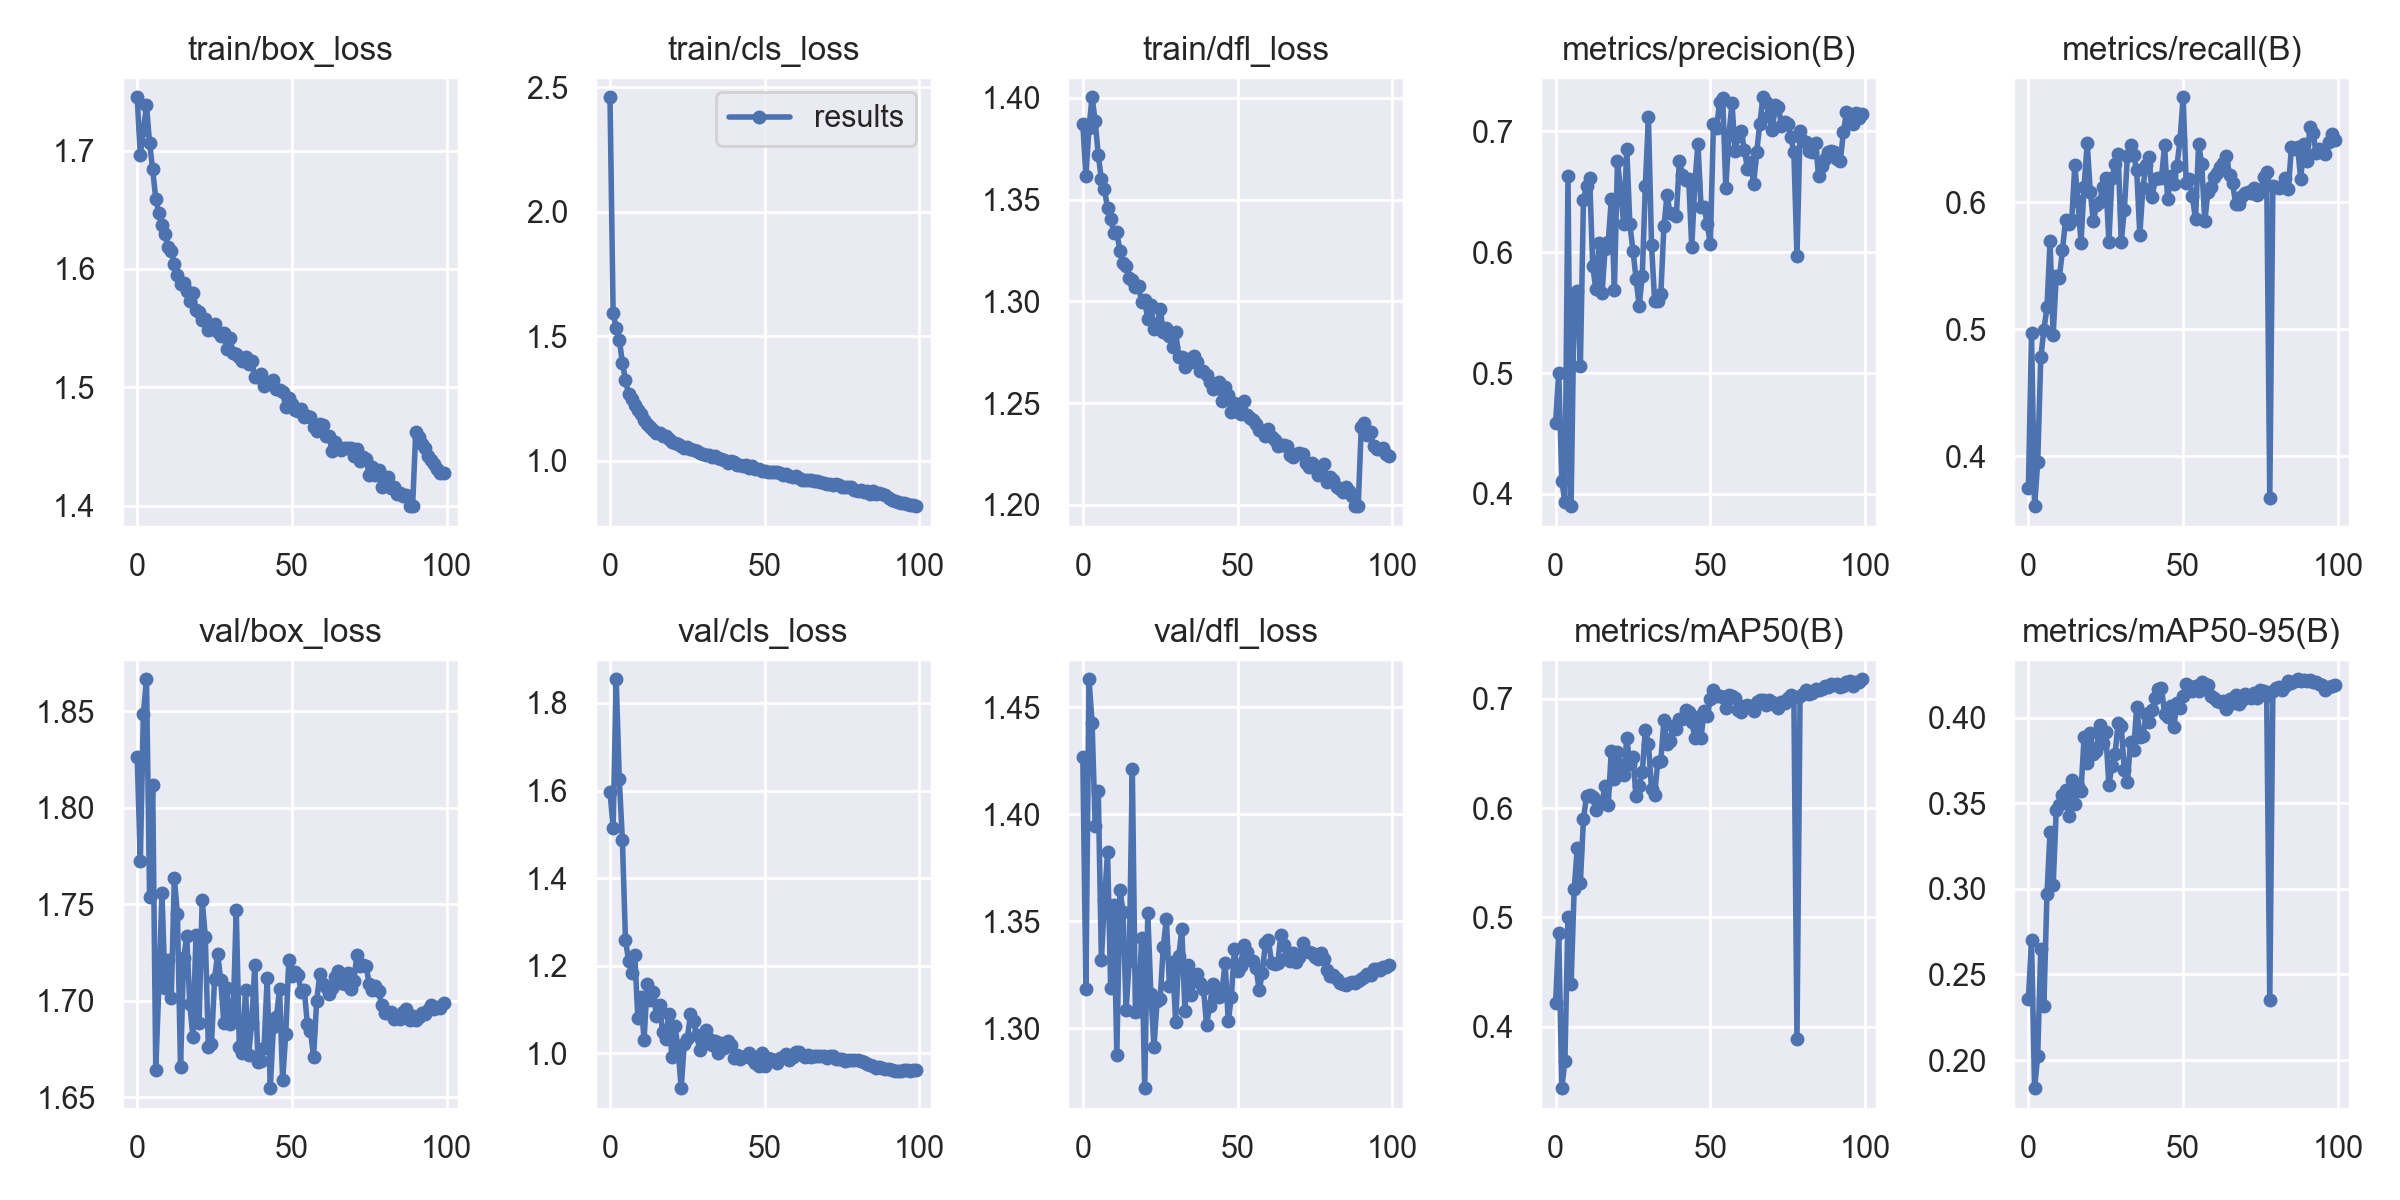 train/box_loss
train/cls_loss
train/dfl_loss
metrics/precision(B)
metrics/recall(B)
1.7
1.6
1.5
1.4
0 50 100
2.5
2.0
1.5
1.0
results
0 50 100
1.40
1.35
1.30
1.25
1.20
0 50 100
0.7
0.6
0.5
0.4
0 50 100
0.6
0.5
0.4
0 50 100
val/box_loss
val/cls_loss
val/dfl_loss
metrics/mAP50(B)
metrics/mAP50-95(B)
1.85
1.80
1.75
1.70
1.65
0 50 100
1.8
1.6
1.4
1.2
1.0
0 50 100
1.45
1.40
1.35
1.30
0 50 100
0.7
0.6
0.5
0.4
0 50 100
0.40
0.35
0.30
0.25
0.20
0 50 100